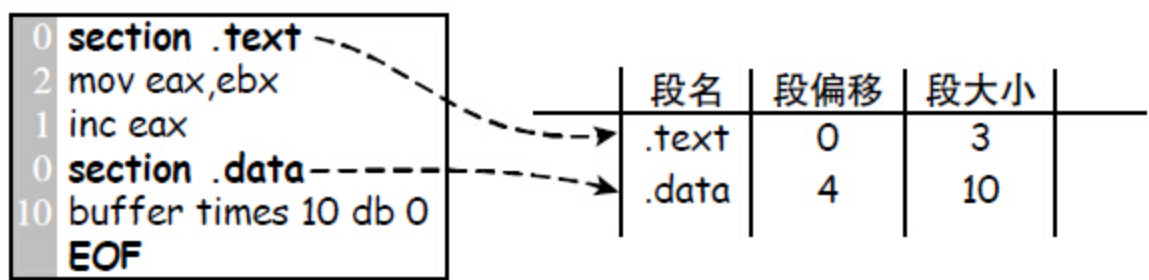 0 section .text
2 mov eax,ebx
1 inc eax
0 section .data
10 buffer times 10 db 0
EOF
段名 段偏移 段大小
.text 0 3
.data 4 10